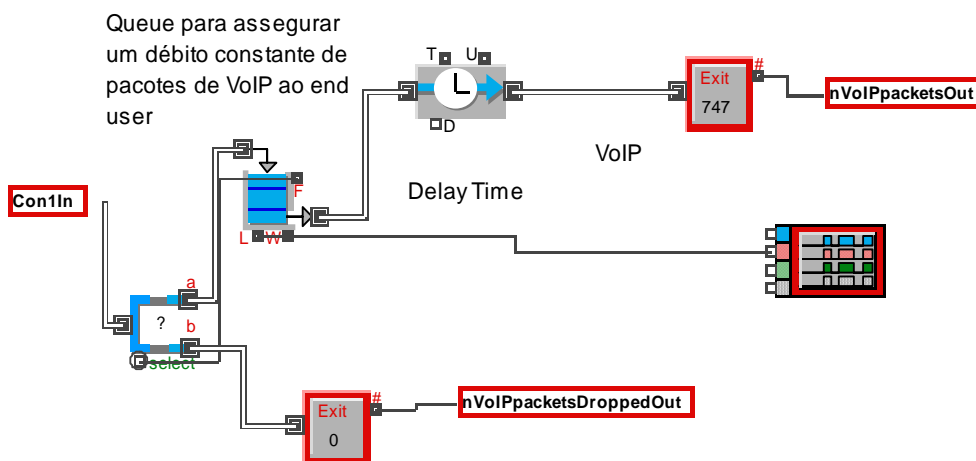 Queue para assegurar
um débito constante de
pacotes de VoIP ao end
user
T U
D
Exit
747
#
nVoIPpacketsOut
VoIP
Delay Time
Con1In
F
L W
a
?
b
select
Exit
0
#
nVoIPpacketsDroppedOut